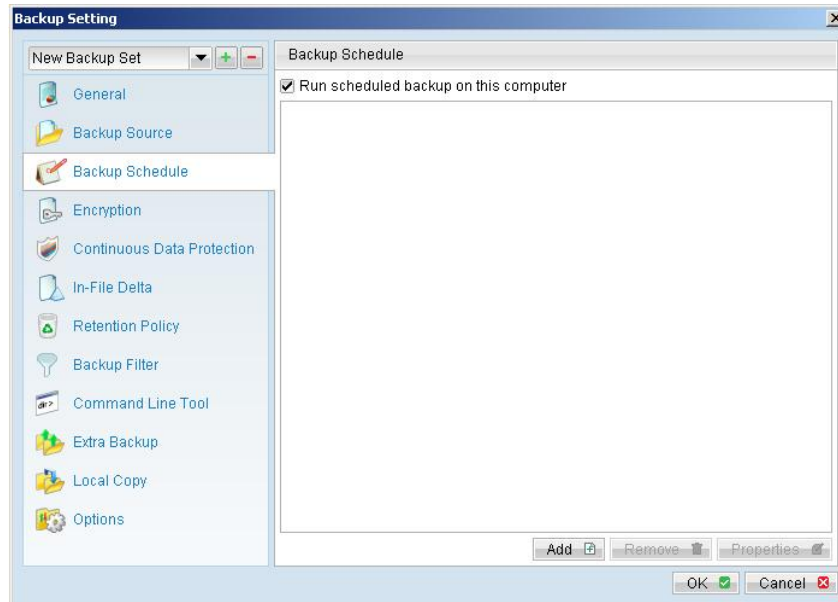 Backup Setting
New Backup Set
General
Backup Source
Backup Schedule
Encryption
Continuous Data Protection
In-File Delta
Retention Policy
Backup Filter
Command Line Tool
Extra Backup
Local Copy
Options
Backup Schedule
Run scheduled backup on this computer
Add Remove Properties
OK Cancel